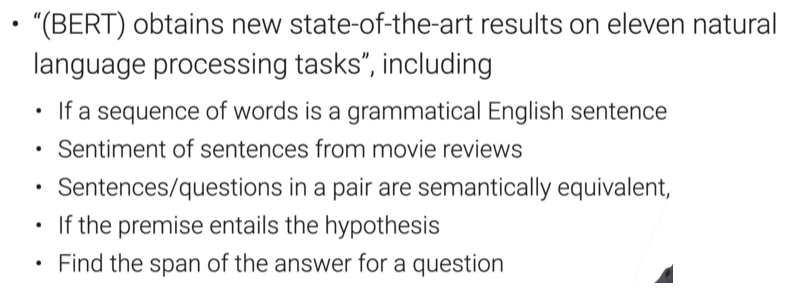 • “(BERT) obtains new state-of-the-art results on eleven natural
language processing tasks”, including
• If a sequence of words is a grammatical English sentence
• Sentiment of sentences from movie reviews
• Sentences/questions in a pair are semantically equivalent,
• If the premise entails the hypothesis
• Find the span of the answer for a question